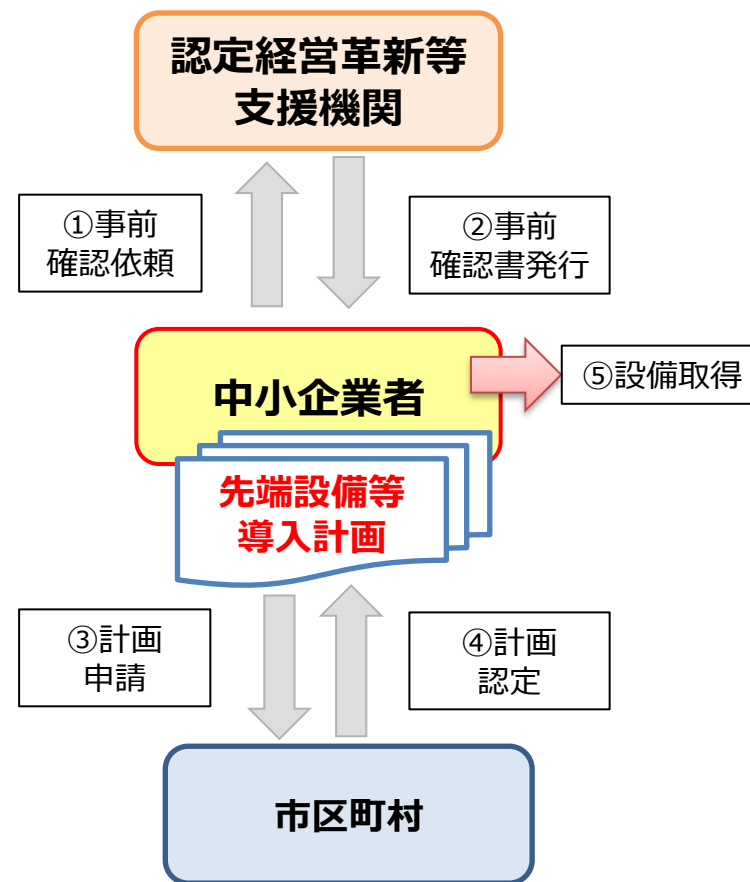 認定経営革新等
支援機関
①事前
確認依頼
②事前
確認書発行
中小企業者
⑤設備取得
先端設備等
導入計画
③計画
申請
④計画
認定
市区町村